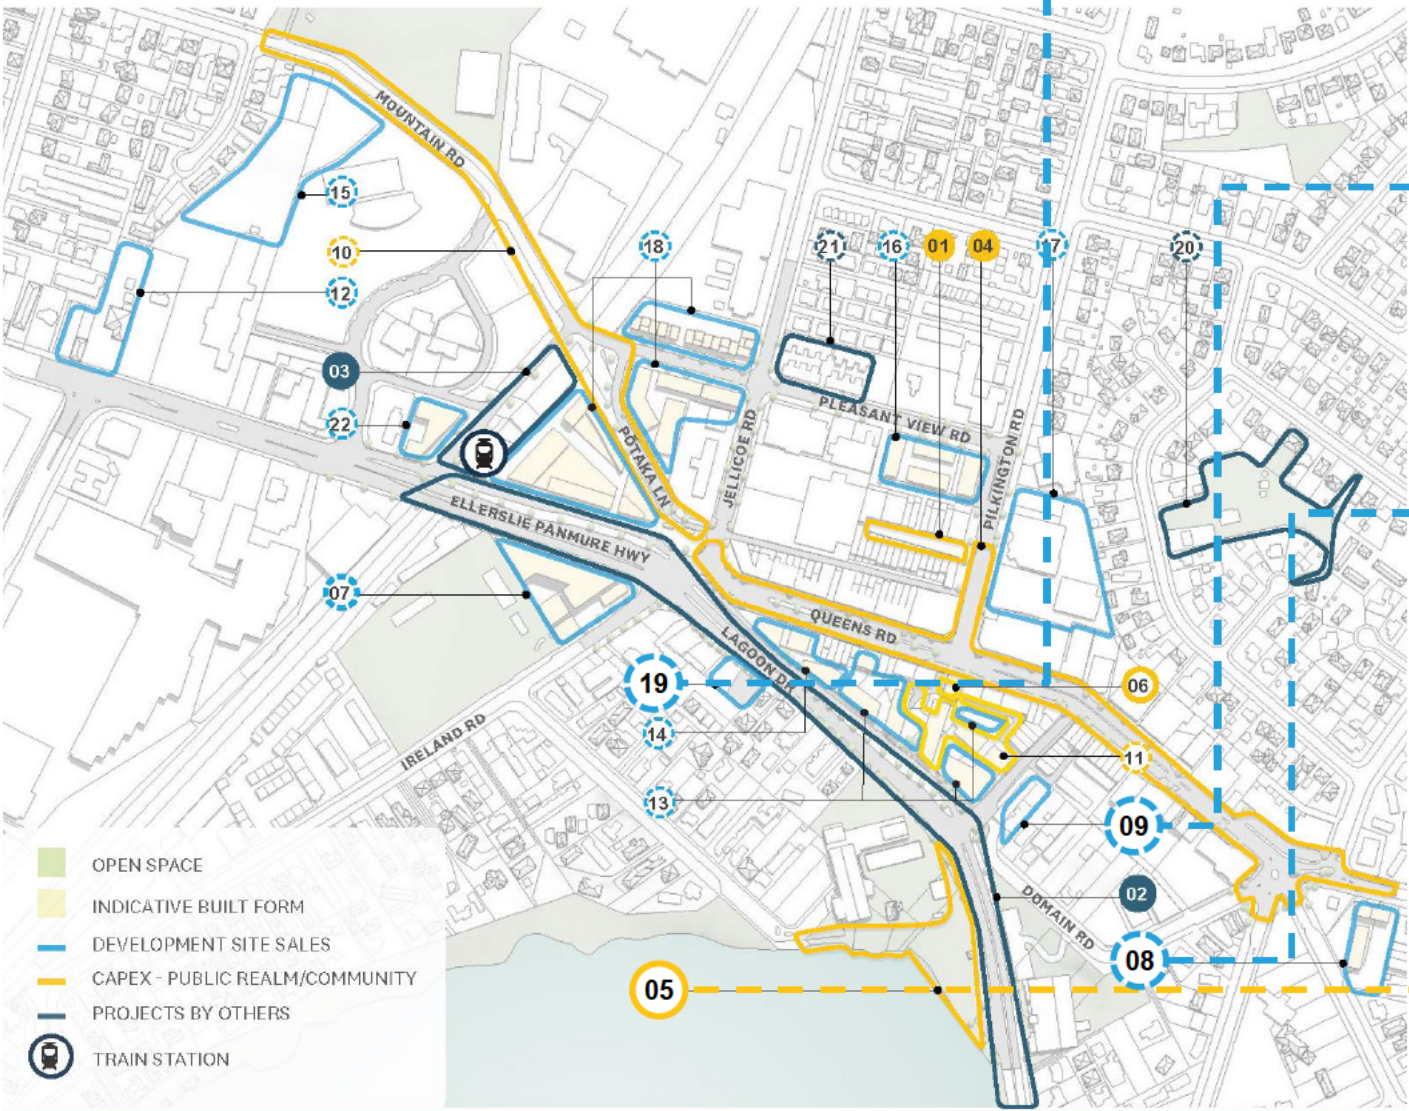 MOUNTAIN RD
15
10
12
18
21
16
01
04
17
20
03
22
PLEASANT VIEW RD
PŌTAKA LN
JELLICOE RD
PILKINGTON RD
ELLERSLIE PANMURE HWY
07
QUEENS RD
LAGOON DR
19
06
14
IRELAND RD
11
13
09
02
DOMAIN RD
08
05
OPEN SPACE
INDICATIVE BUILT FORM
DEVELOPMENT SITE SALES
CAPEX - PUBLIC REALM/COMMUNITY
PROJECTS BY OTHERS
TRAIN STATION